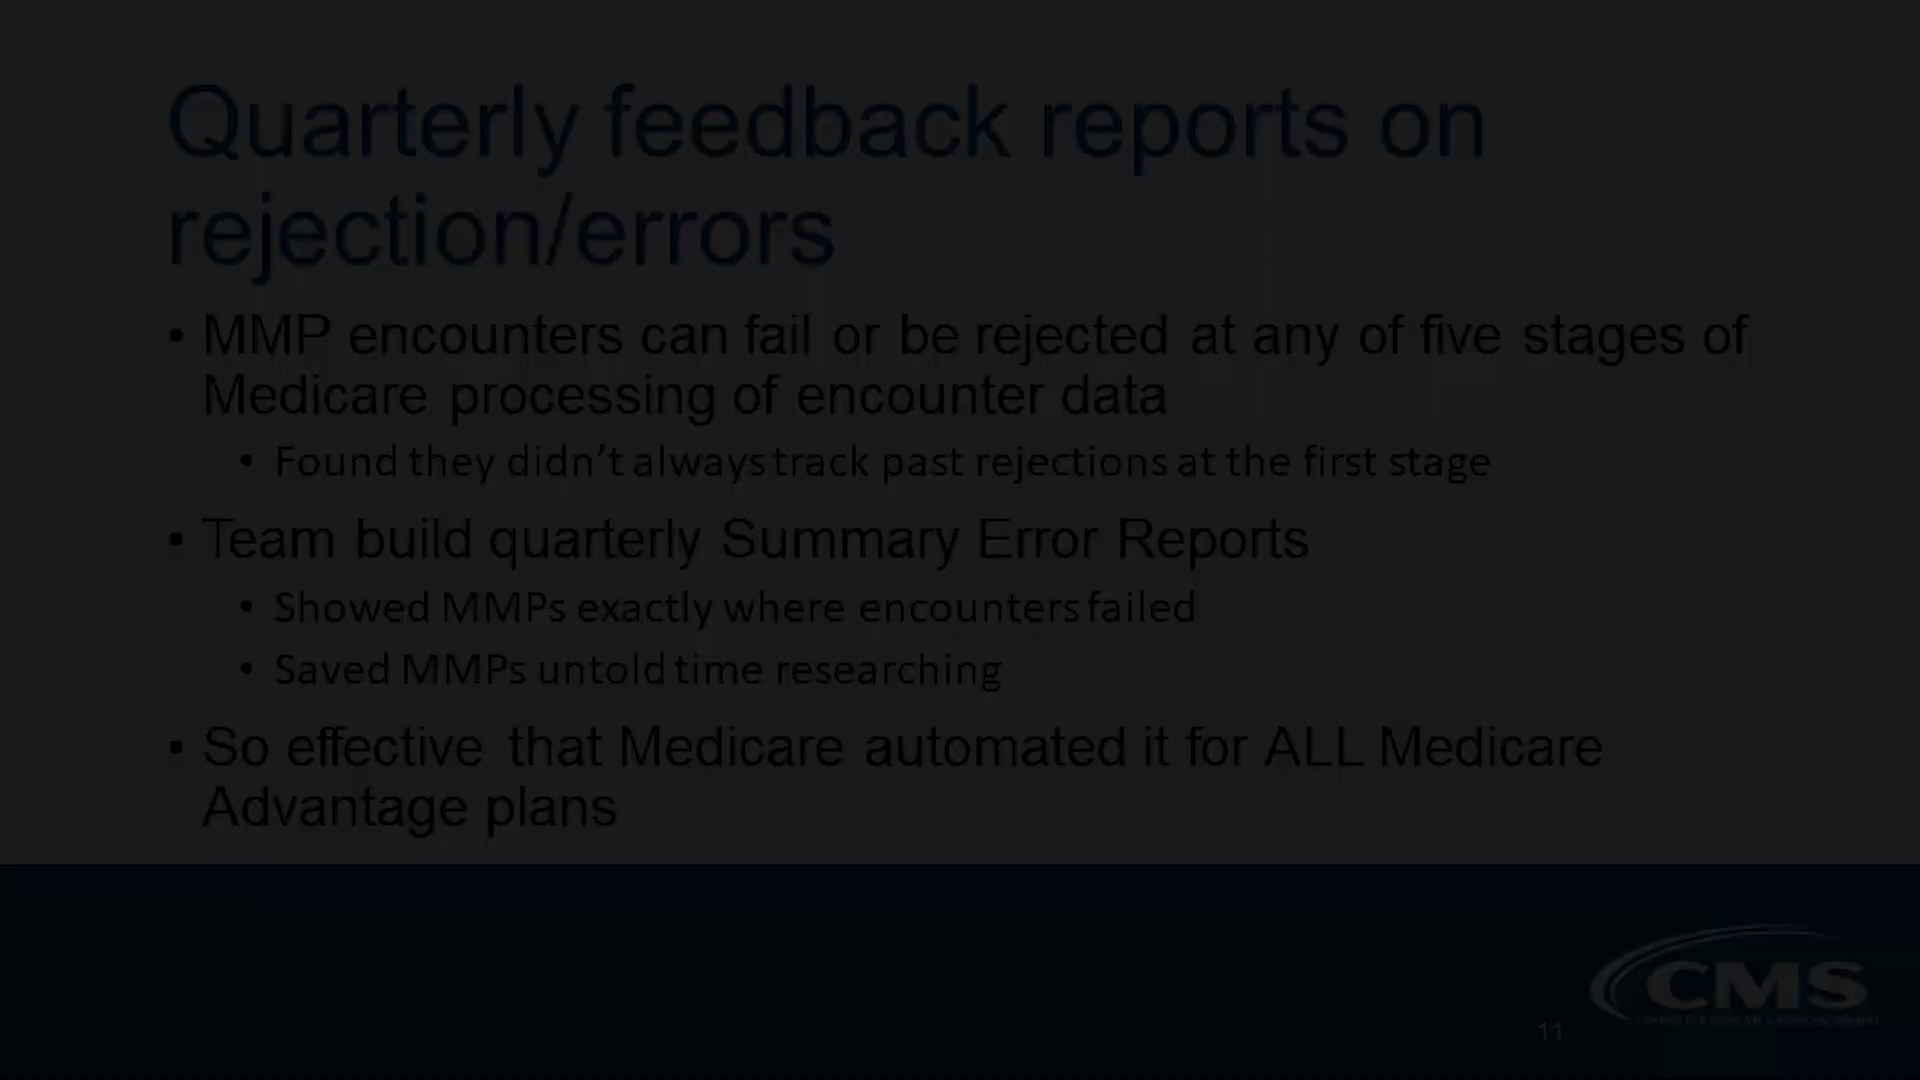 Quarterly feedback reports on
rejection/errors
• MMP encounters can fail or be rejected at any of five stages of
Medicare processing of encounter data
• Found they didn’t always track past rejections at the first stage
• Team build quarterly Summary Error Reports
• Showed MMPs exactly where encounters failed
• Saved MMPs untold time researching
• So effective that Medicare automated it for ALL Medicare
Advantage plans
CMS
11